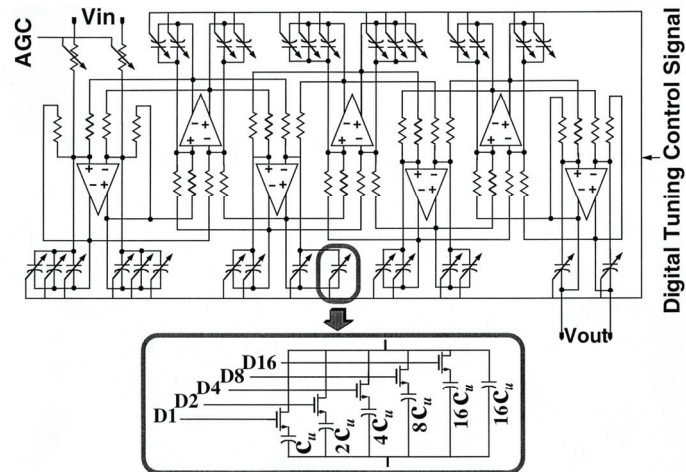 AGC
Vin
Digital Tuning Control Signal
Vout
D16
D8
D4
D2
D1
Cu
2Cu
4Cu
8Cu
16Cu
16Cu